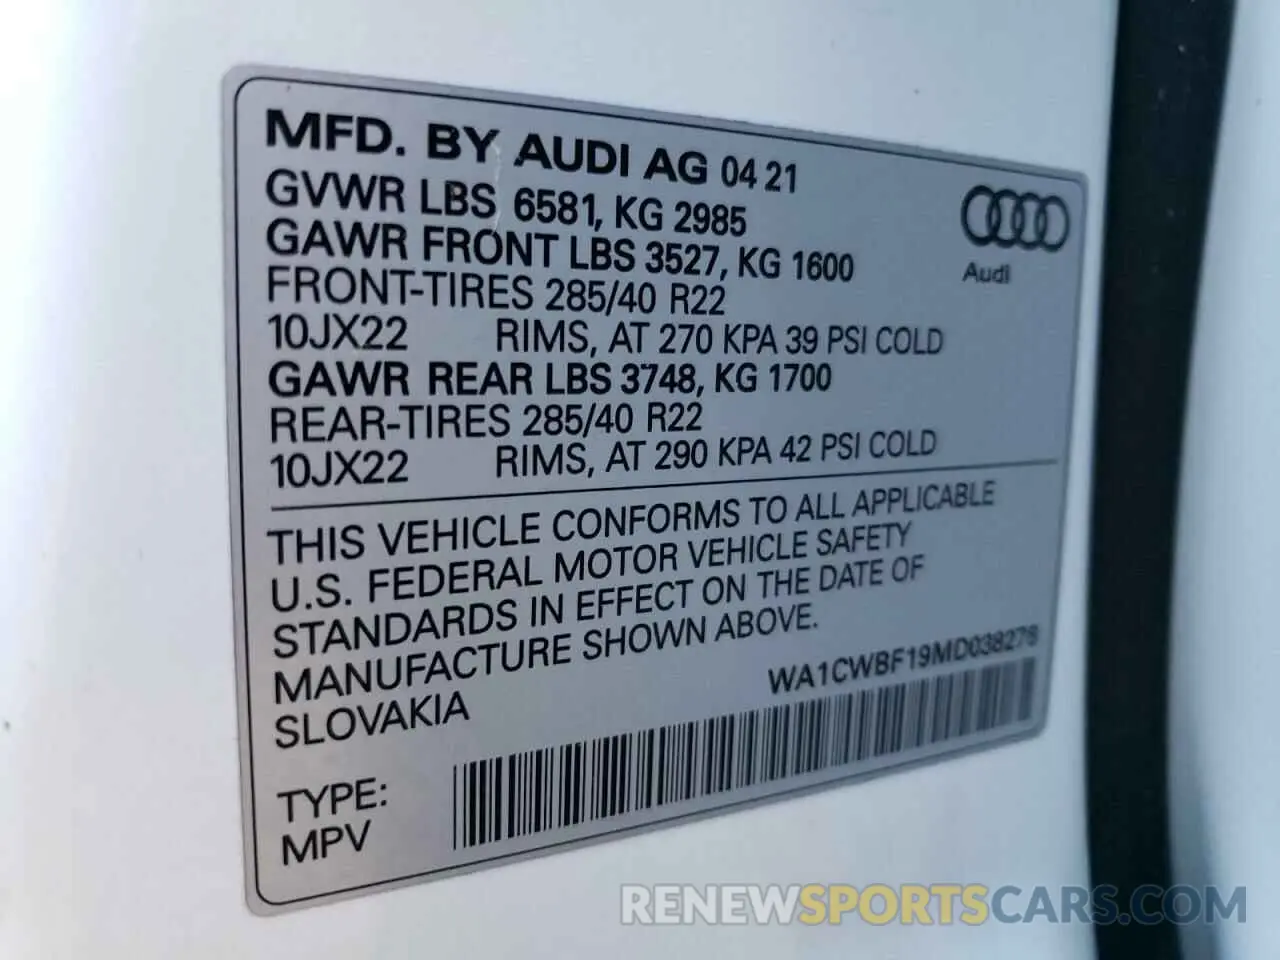 MFD. BY AUDI AG 04 21
GVWR LBS 6581, KG 2985
GAWR FRONT LBS 3527, KG 1600
FRONT-TIRES 285/40 R22
10JX22 RIMS, AT 270 KPA 39 PSI COLD
GAWR REAR LBS 3748, KG 1700
REAR-TIRES 285/40 R22
10JX22 RIMS, AT 290 KPA 42 PSI COLD
Audi
THIS VEHICLE CONFORMS TO ALL APPLICABLE
U.S. FEDERAL MOTOR VEHICLE SAFETY
STANDARDS IN EFFECT ON THE DATE OF
MANUFACTURE SHOWN ABOVE.
SLOVAKIA
WA1CWBF19MD038276
TYPE:
MPV
RENEWSPORTSCARS.COM